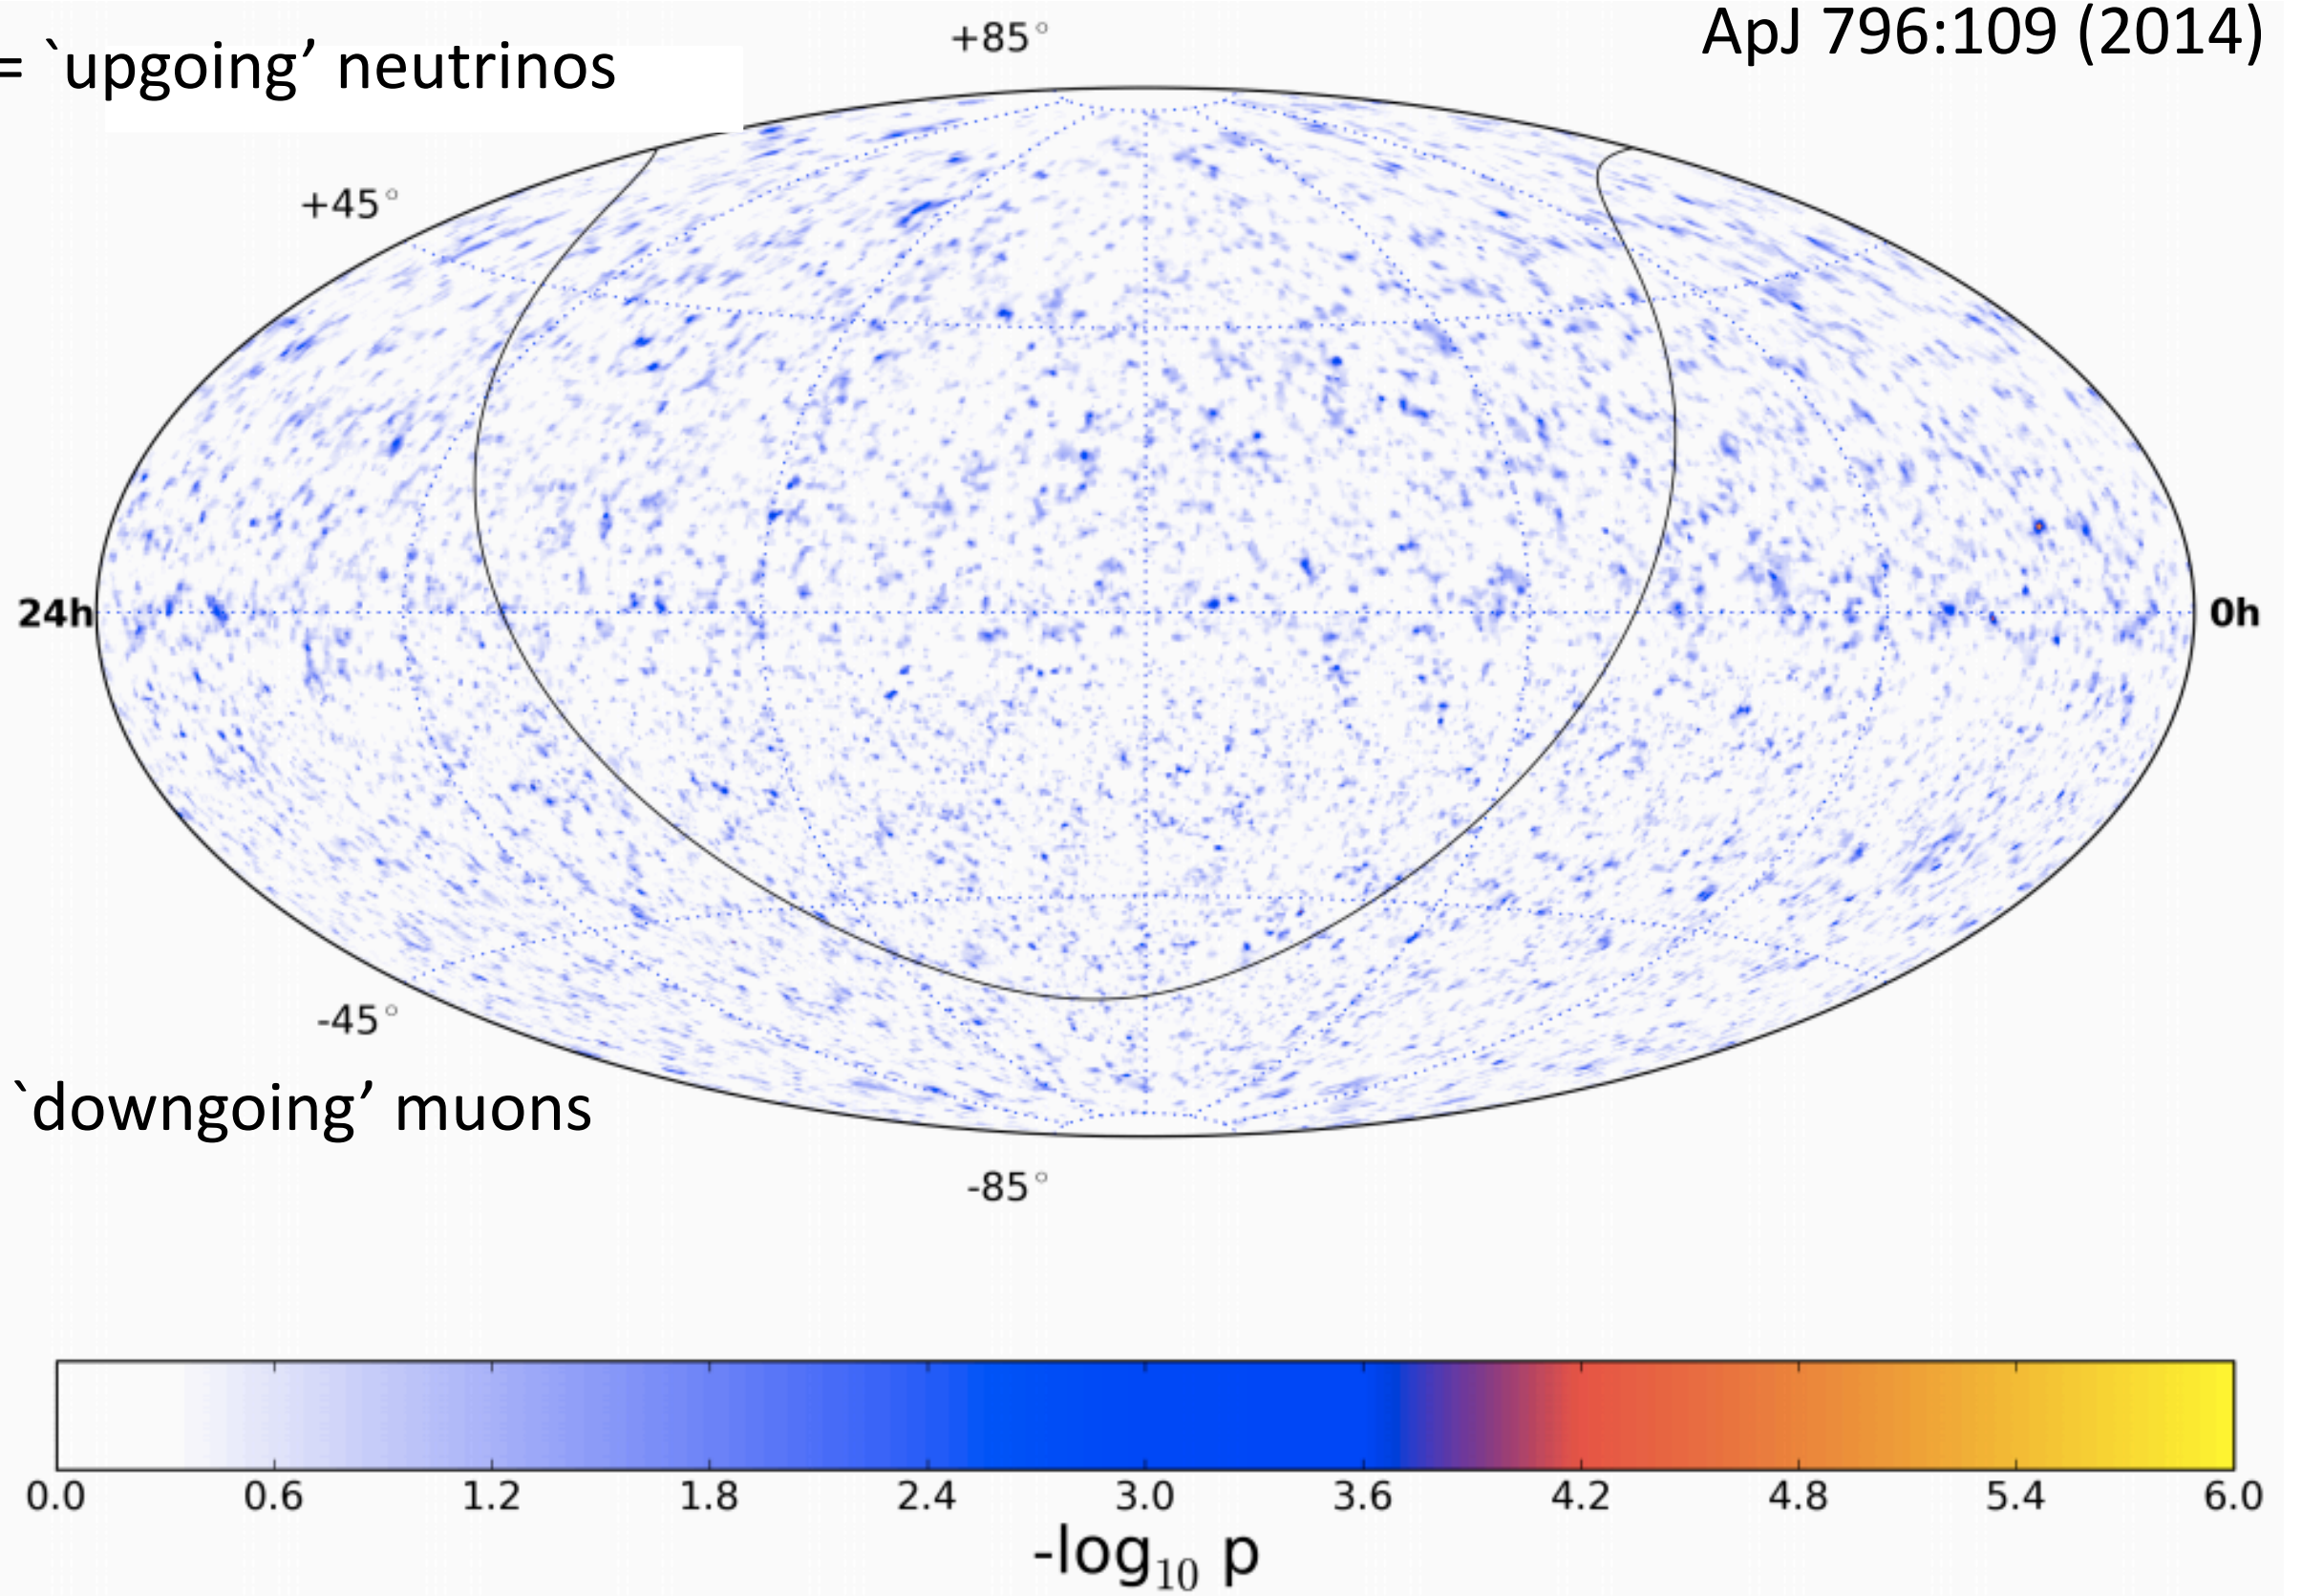 ApJ 796:109 (2014)
+85°
= `upgoing’ neutrinos
+45°
24h
0h
-45°
`downgoing’ muons
-85°
0.0 0.6 1.2 1.8 2.4 3.0 3.6 4.2 4.8 5.4 6.0
-log₁₀ p